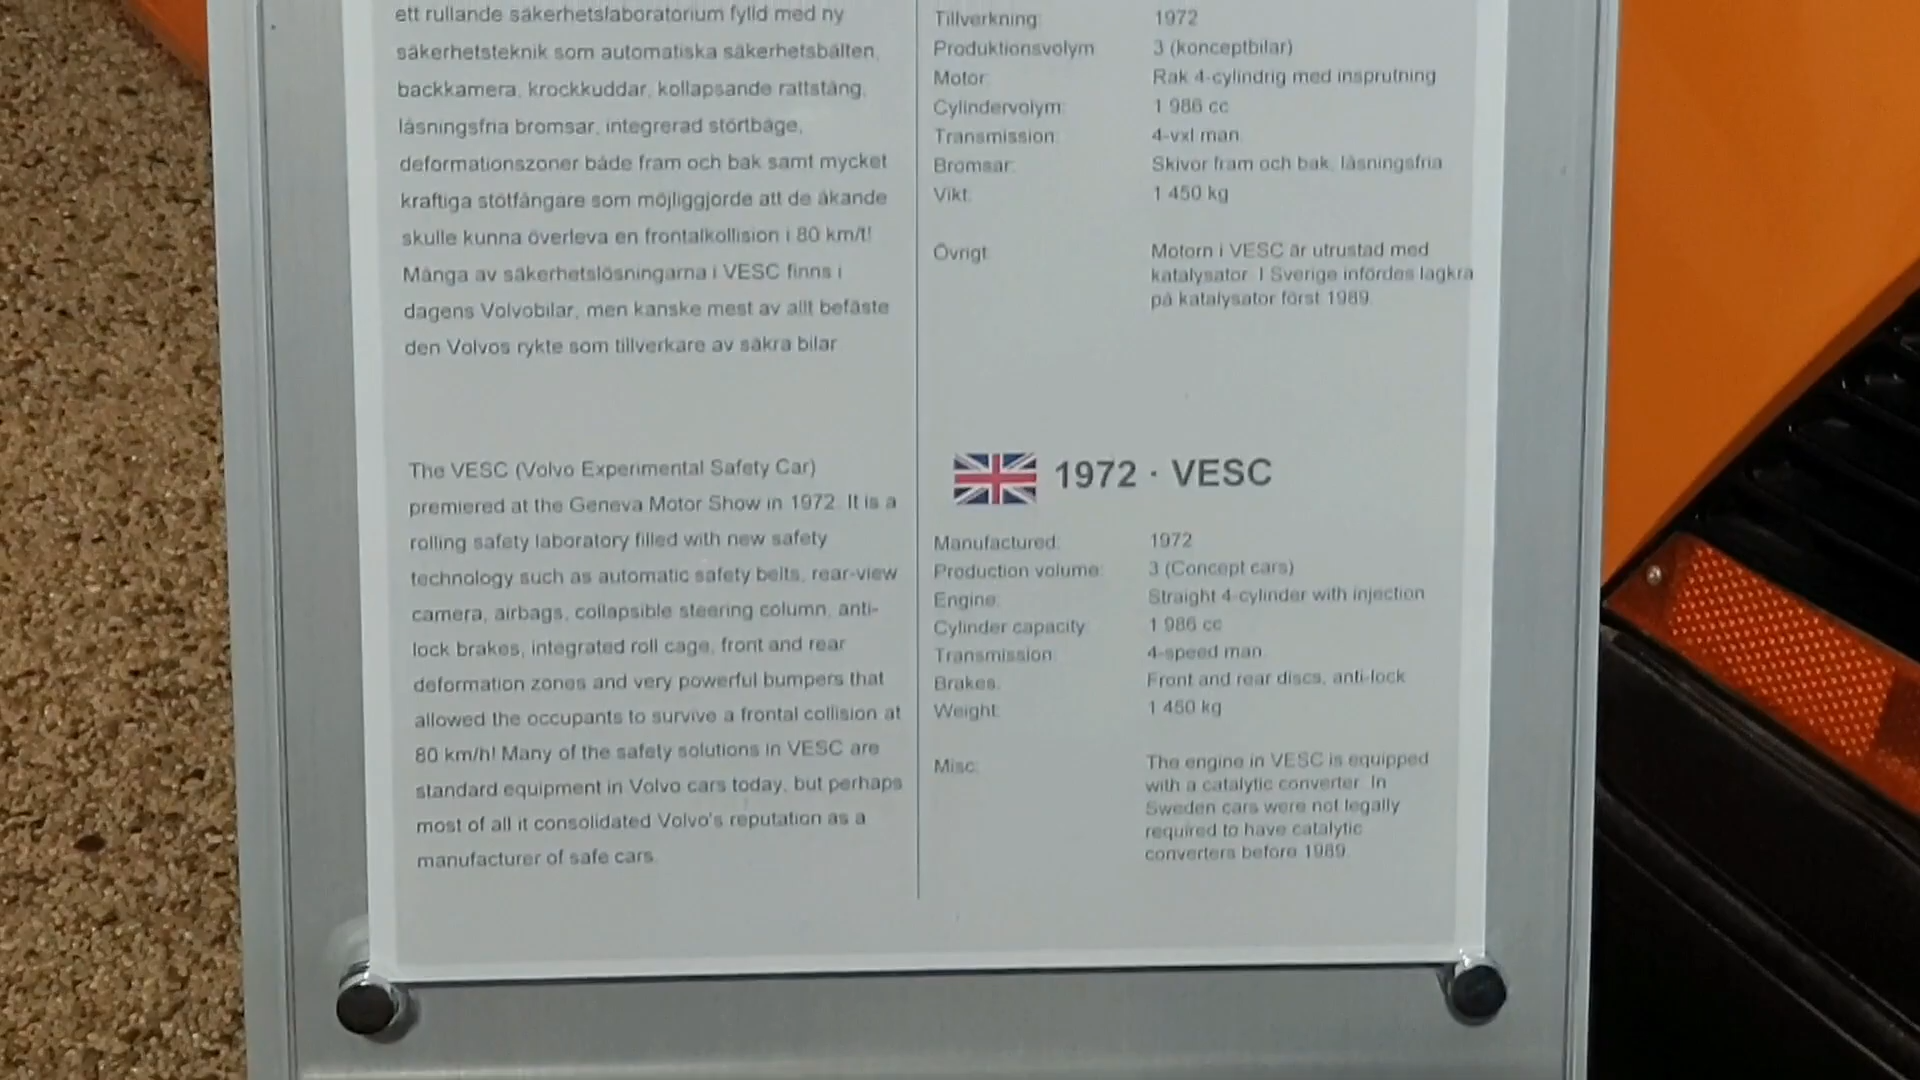 ett rullande säkerhetslaboratorium fylld med ny
säkerhetsteknik som automatiska säkerhetsbälten,
backkamera, krockkuddar, kollapsande rattstång,
låsningsfria bromsar, integrerad störtbåge,
deformationszoner både fram och bak samt mycket
kraftiga stötfångare som möjliggjorde att de åkande
skulle kunna överleva en frontalkollision i 80 km/t!
Många av säkerhetslösningarna i VESC finns i
dagens Volvobilar, men kanske mest av allt befäste
den Volvos rykte som tillverkare av säkra bilar
Tillverkning: 1972
Produktionsvolym 3 (konceptbilar)
Motor: Rak 4-cylindrig med insprutning
Cylindervolym: 1 986 cc
Transmission: 4-vxl man.
Bromsar: Skivor fram och bak, låsningsfria
Vikt: 1 450 kg
Övrigt: Motorn i VESC är utrustad med
katalysator. I Sverige infördes lagkra
på katalysator först 1989.
The VESC (Volvo Experimental Safety Car)
premiered at the Geneva Motor Show in 1972. It is a
rolling safety laboratory filled with new safety
technology such as automatic safety belts, rear-view
camera, airbags, collapsible steering column, anti-
lock brakes, integrated roll cage, front and rear
deformation zones and very powerful bumpers that
allowed the occupants to survive a frontal collision at
80 km/h! Many of the safety solutions in VESC are
standard equipment in Volvo cars today, but perhaps
most of all it consolidated Volvo's reputation as a
manufacturer of safe cars.
1972 · VESC
Manufactured: 1972
Production volume: 3 (Concept cars)
Engine: Straight 4-cylinder with injection
Cylinder capacity: 1 986 cc
Transmission: 4-speed man.
Brakes: Front and rear discs, anti-lock
Weight: 1 450 kg
Misc: The engine in VESC is equipped
with a catalytic converter. In
Sweden cars were not legally
required to have catalytic
converters before 1989.